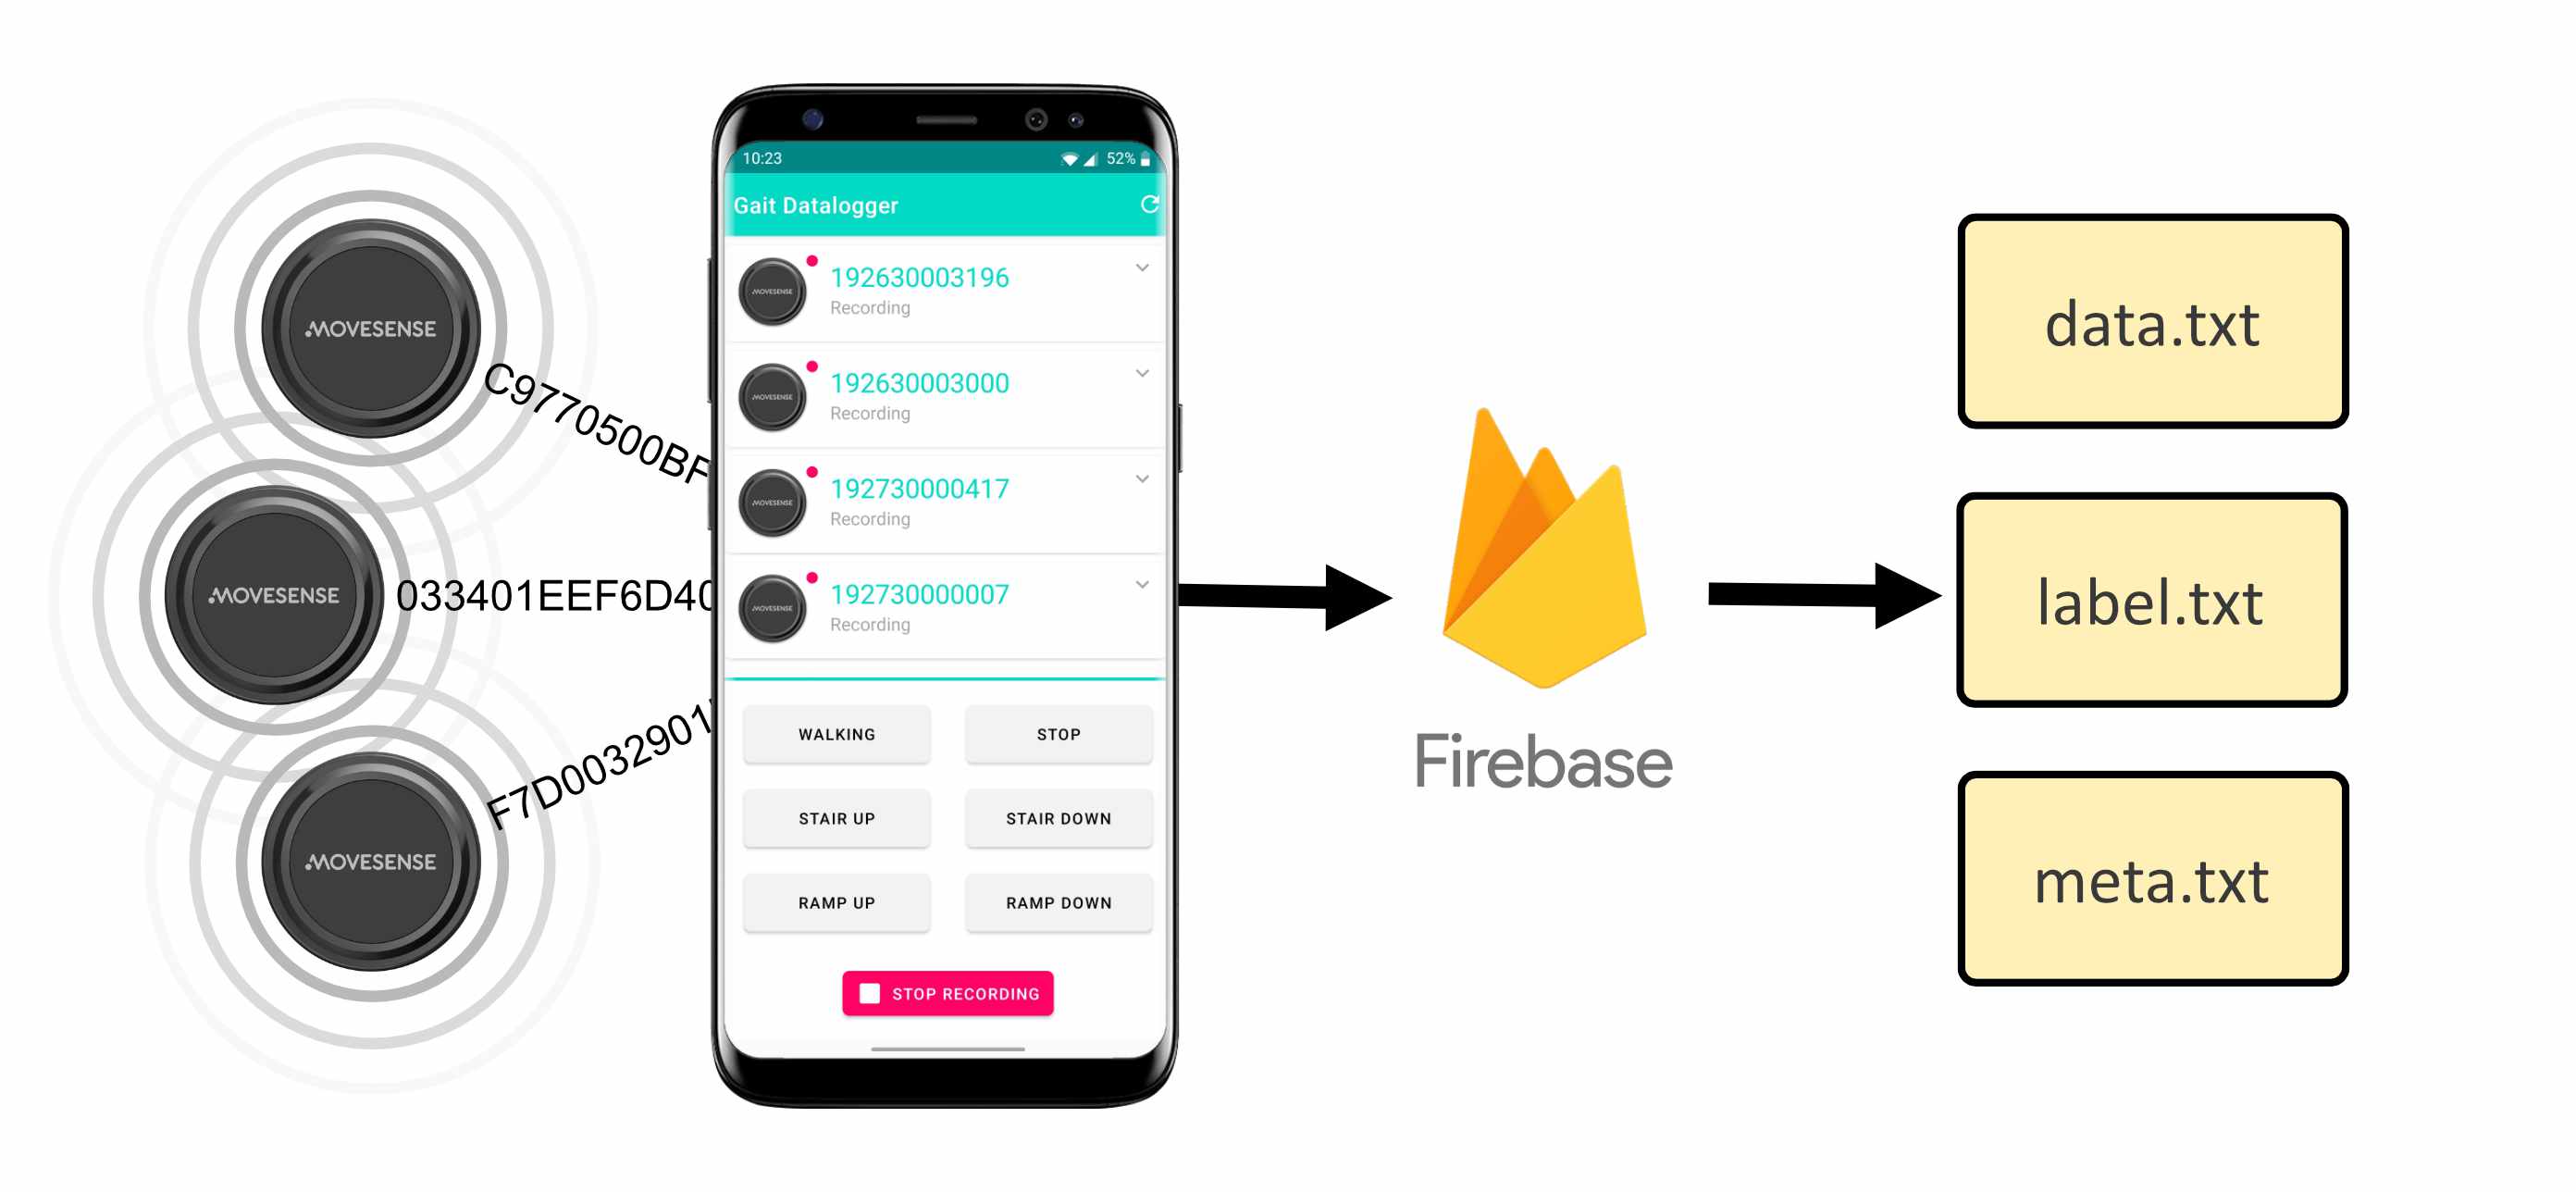 MOVESENSE
C9770500BF
MOVESENSE
033401EEF6D40
MOVESENSE
F7D0032901
10:23
52%
Gait Datalogger
MOVESENSE
192630003196
Recording
MOVESENSE
192630003000
Recording
MOVESENSE
192730000417
Recording
MOVESENSE
192730000007
Recording
WALKING STOP
STAIR UP STAIR DOWN
RAMP UP RAMP DOWN
STOP RECORDING
Firebase
data.txt
label.txt
meta.txt